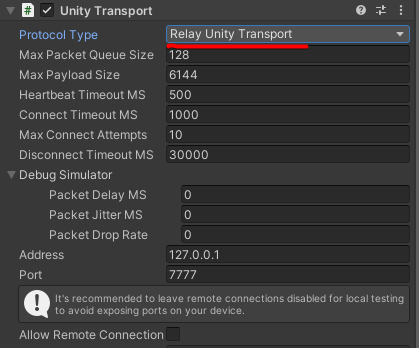 Unity Transport
Protocol Type Relay Unity Transport
Max Packet Queue Size 128
Max Payload Size 6144
Heartbeat Timeout MS 500
Connect Timeout MS 1000
Max Connect Attempts 10
Disconnect Timeout MS 30000
Debug Simulator
Packet Delay MS 0
Packet Jitter MS 0
Packet Drop Rate 0
Address 127.0.0.1
Port 7777
It's recommended to leave remote connections disabled for local testing
to avoid exposing ports on your device.
Allow Remote Connection